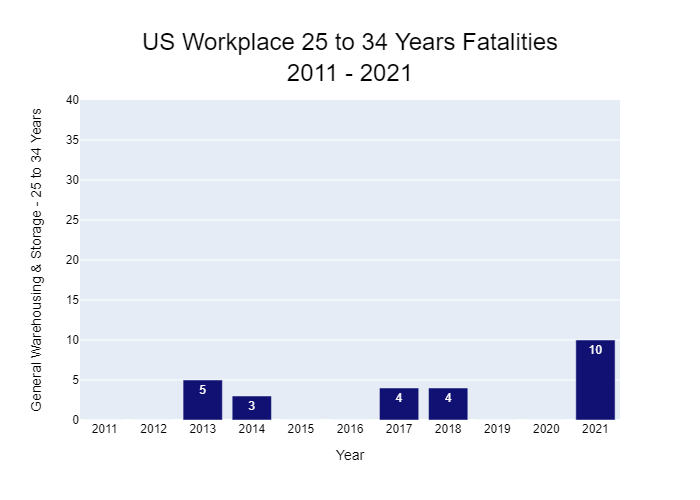 US Workplace 25 to 34 Years Fatalities
2011 - 2021
General Warehousing & Storage - 25 to 34 Years
40
35
30
25
20
15
10
5
0
5
3
4
4
10
2011 2012 2013 2014 2015 2016 2017 2018 2019 2020 2021
Year